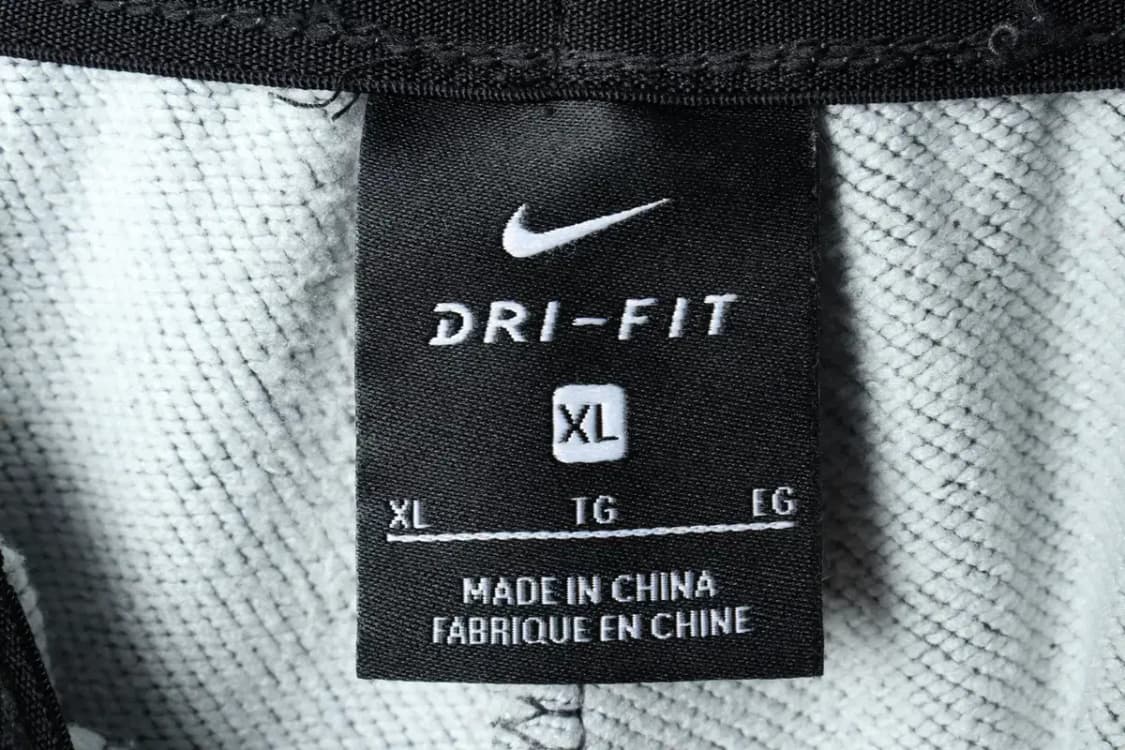 DRI-FIT
XL
XL TG EG
MADE IN CHINA
FABRIQUE EN CHINE